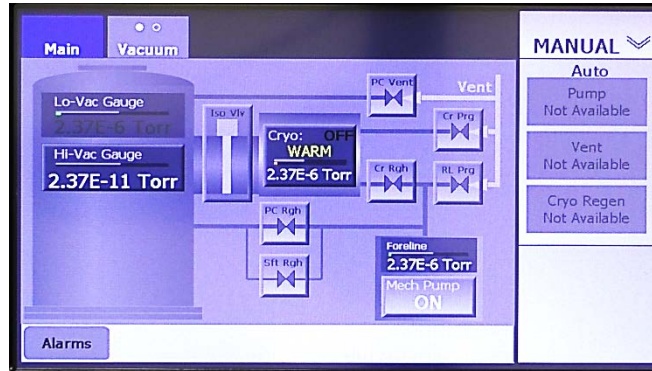 Main
Vacuum
MANUAL
Auto
Pump
Not Available
Vent
Not Available
Cryo Regen
Not Available
Lo-Vac Gauge
2.37E-6 Torr
Hi-Vac Gauge
2.37E-11 Torr
Iso Vlv
Cryo: OFF
WARM
2.37E-6 Torr
PC Vent
Vent
Cr Prg
Cr Rgh
RL Prg
PC Rgh
Sft Rgh
Foreline
2.37E-6 Torr
Mech Pump
ON
Alarms